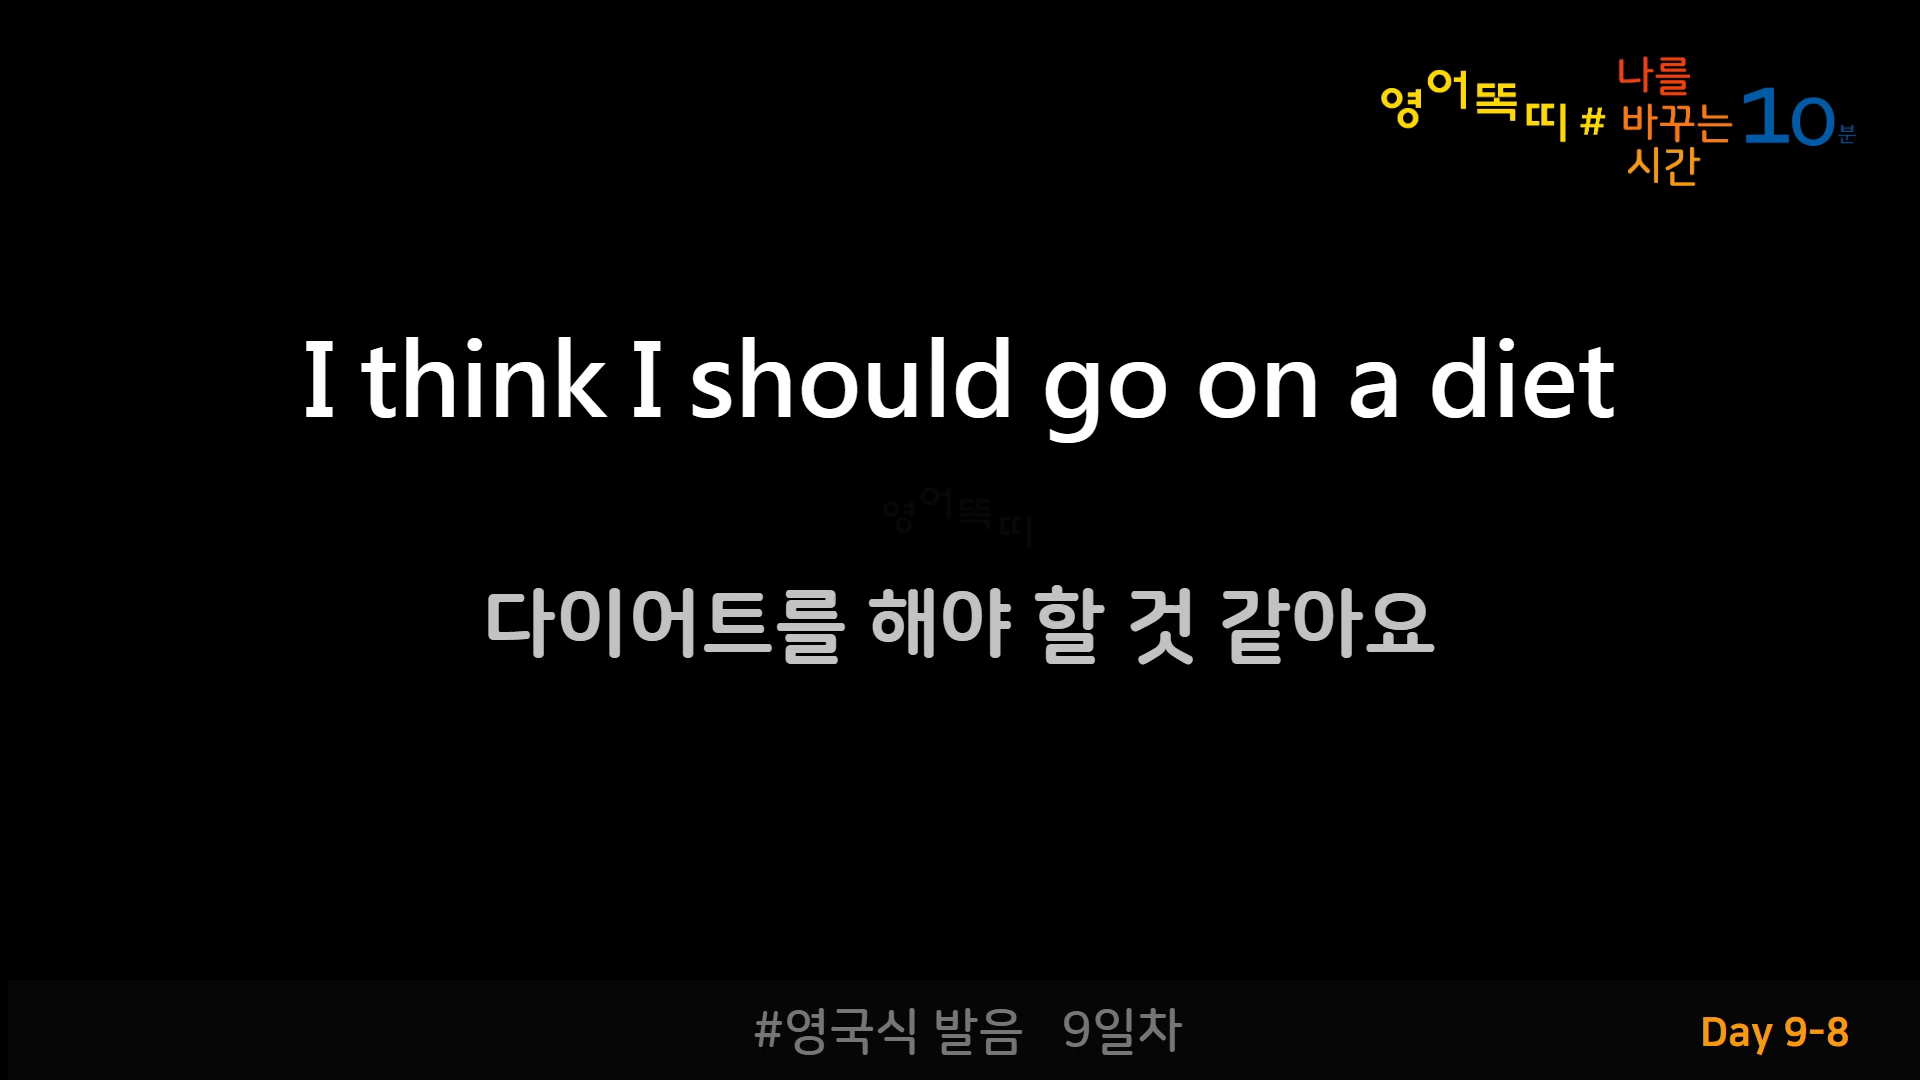 영어똑띠 # 나를 바꾸는 시간 10분
I think I should go on a diet
영어똑띠
다이어트를 해야 할 것 같아요
#영국식 발음 9일차
Day 9-8